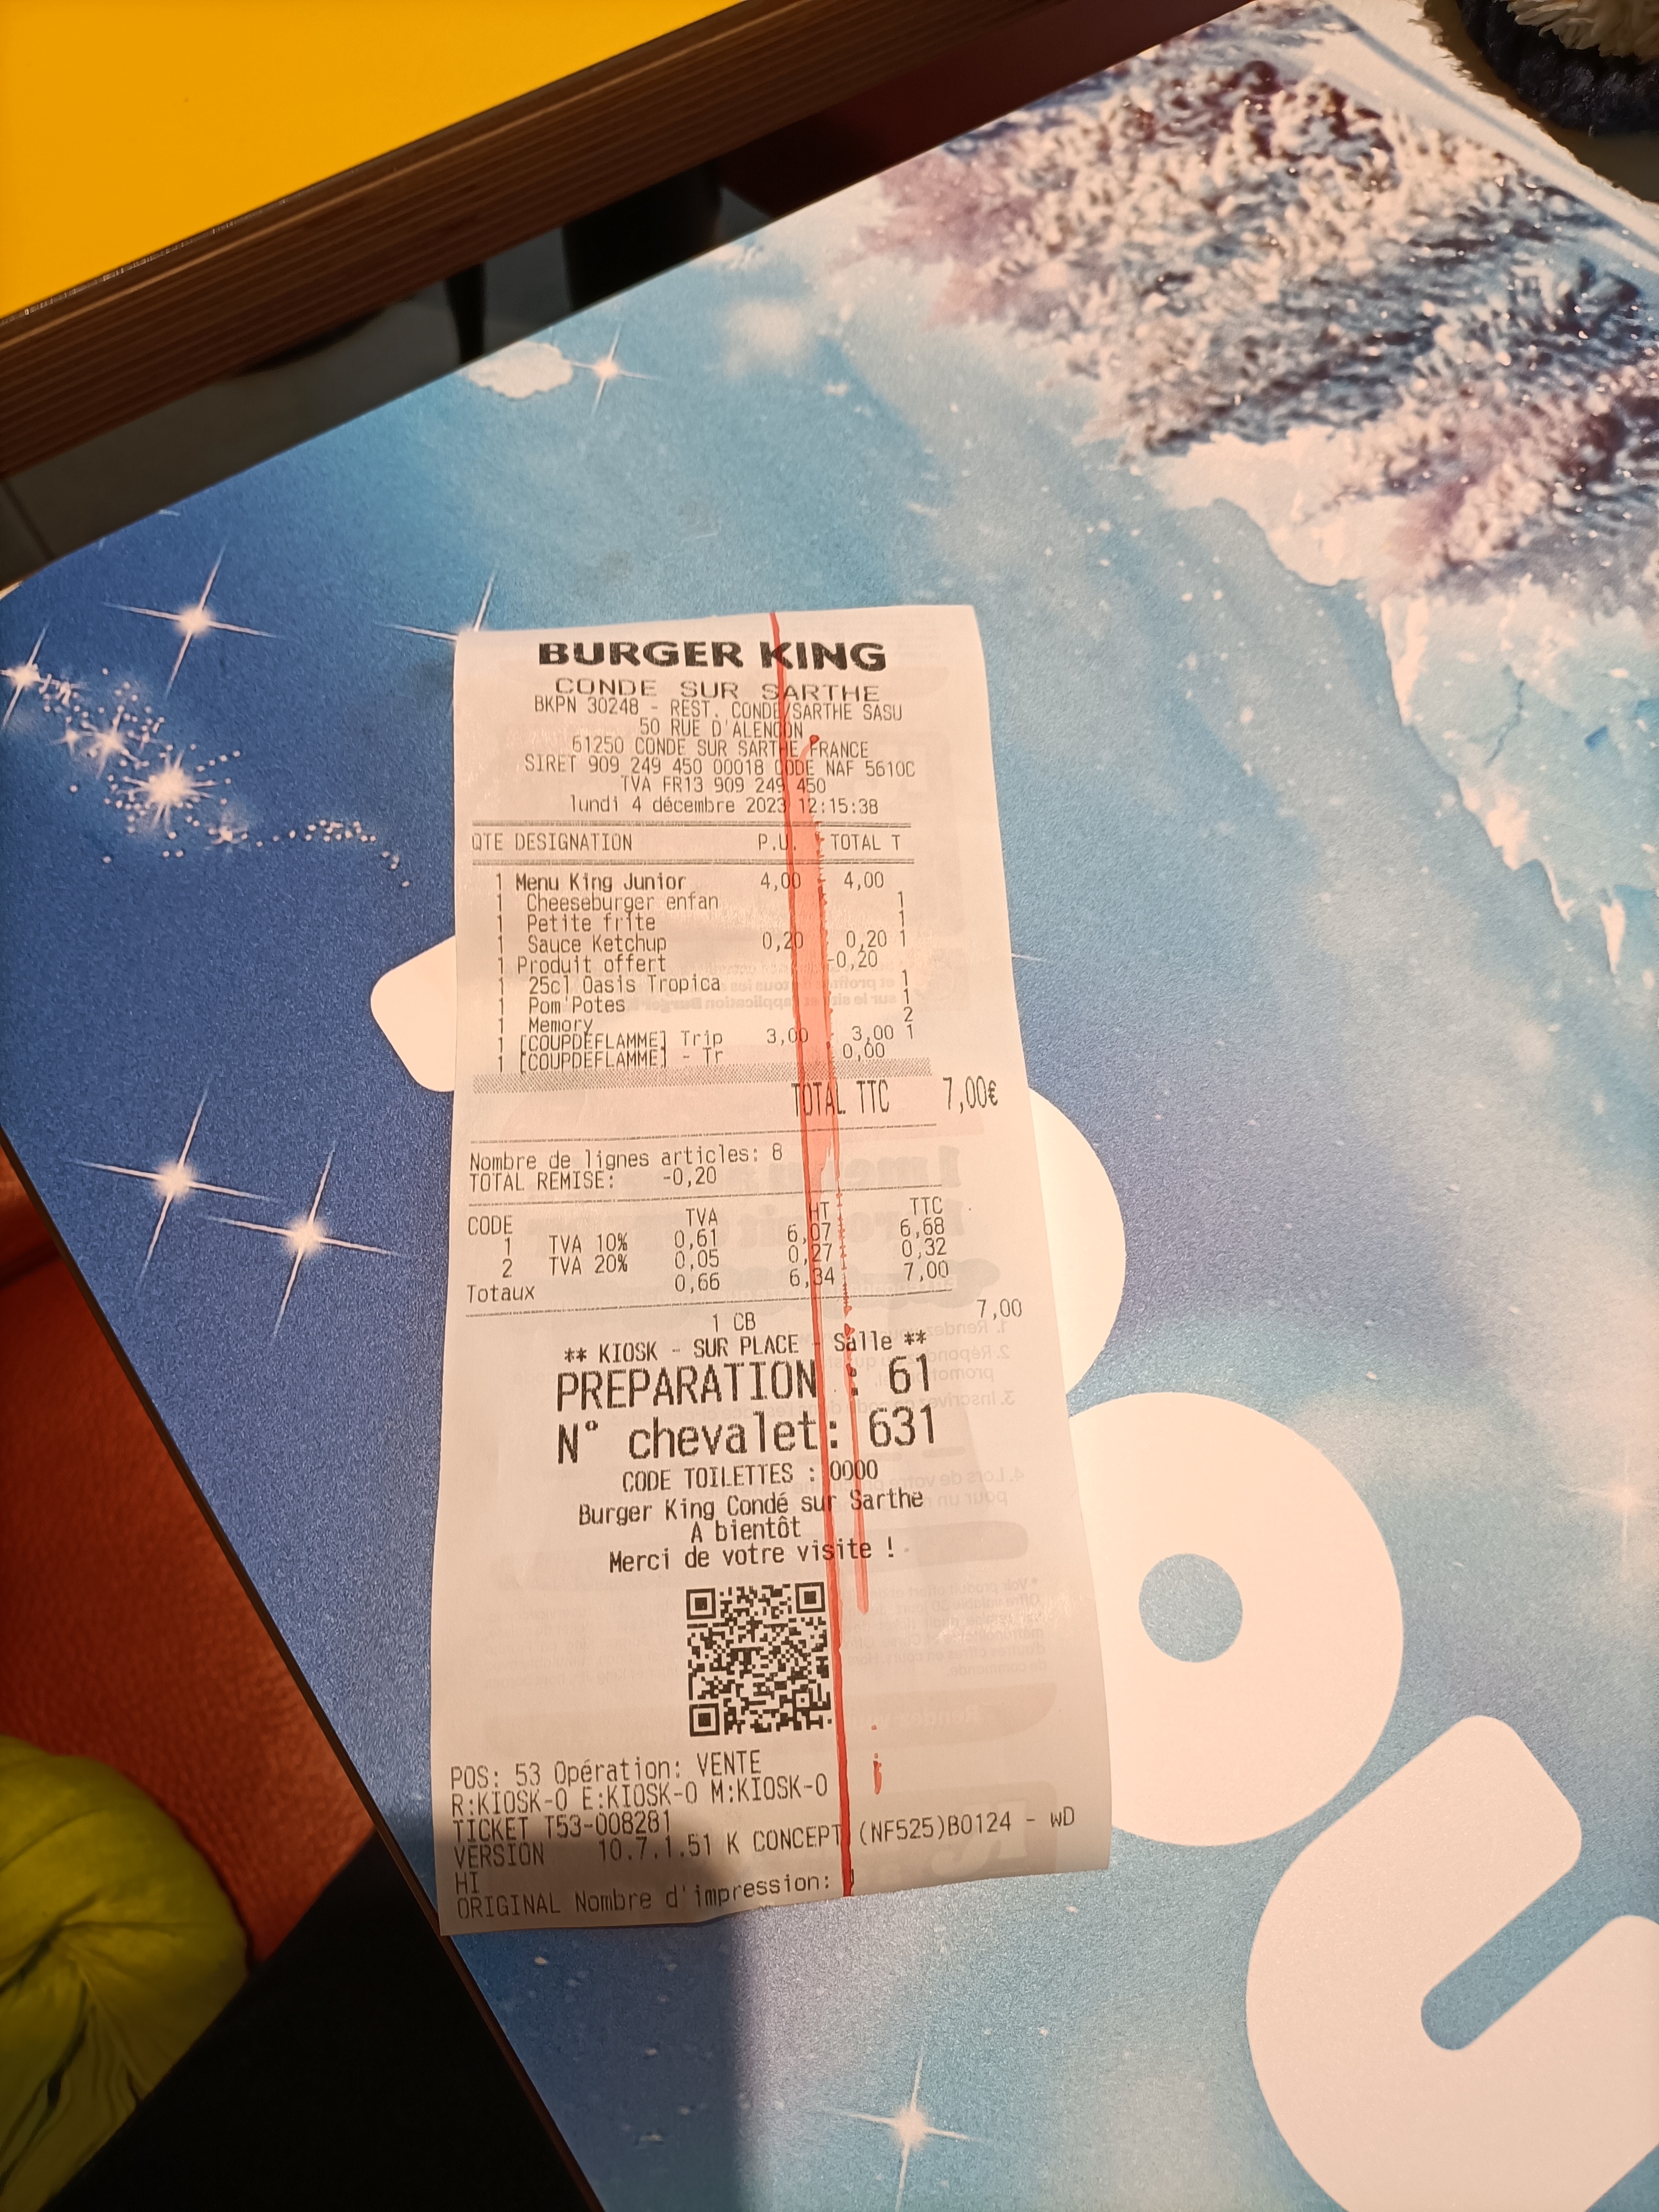 BURGER KING
CONDE SUR SARTHE
BKPN 30248 - REST. CONDE/SARTHE SASU
50 RUE D'ALENCON
61250 CONDE SUR SARTHE FRANCE
SIRET 909 249 450 00018 CODE NAF 5610C
TVA FR13 909 249 450
lundi 4 décembre 2023 12:15:38
QTE DESIGNATION P.U. TOTAL T
1 Menu King Junior 4,00 4,00
1 Cheeseburger enfan 1
1 Petite frite 1
1 Sauce Ketchup 0,20 0,20 1
1 Produit offert -0,20
1 25cl Oasis Tropica 1
1 Pom'Potes 1
1 Memory 2
1 [COUPDEFLAMME] Trip 3,00 3,00 1
1 [COUPDEFLAMME] - Tr 0,00
TOTAL TTC 7,00€
Nombre de lignes articles: 8
TOTAL REMISE: -0,20
CODE TVA HT TTC
1 TVA 10% 0,61 6,07 6,68
2 TVA 20% 0,05 0,27 0,32
Totaux 0,66 6,34 7,00
1 CB 7,00
** KIOSK - SUR PLACE - Salle **
PREPARATION : 61
N° chevalet: 631
CODE TOILETTES : 0000
Burger King Condé sur Sarthe
A bientôt
Merci de votre visite !
POS: 53 Opération: VENTE
R:KIOSK-0 E:KIOSK-0 M:KIOSK-0
TICKET T53-008281
VERSION 10.7.1.51 K CONCEPT (NF525)B0124 - wD
HI
ORIGINAL Nombre d'impression: